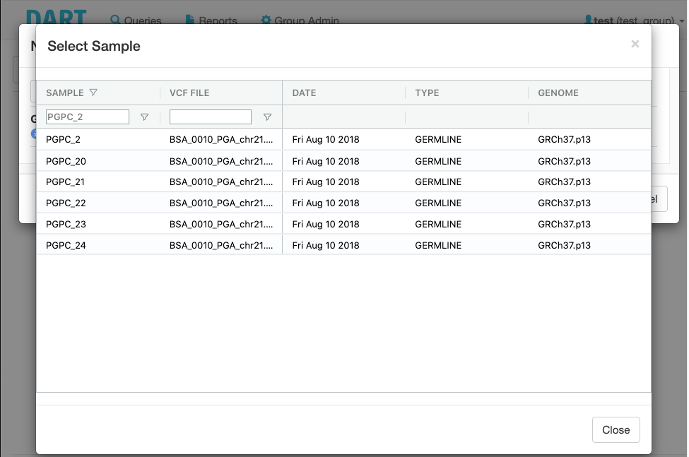 DART Queries Reports Group Admin test (test_group)
Select Sample ×
SAMPLE VCF FILE DATE TYPE GENOME
PGPC_2
PGPC_2 BSA_0010_PGA_chr21.... Fri Aug 10 2018 GERMLINE GRCh37.p13
PGPC_20 BSA_0010_PGA_chr21.... Fri Aug 10 2018 GERMLINE GRCh37.p13
PGPC_21 BSA_0010_PGA_chr21.... Fri Aug 10 2018 GERMLINE GRCh37.p13
PGPC_22 BSA_0010_PGA_chr21.... Fri Aug 10 2018 GERMLINE GRCh37.p13
PGPC_23 BSA_0010_PGA_chr21.... Fri Aug 10 2018 GERMLINE GRCh37.p13
PGPC_24 BSA_0010_PGA_chr21.... Fri Aug 10 2018 GERMLINE GRCh37.p13
Close